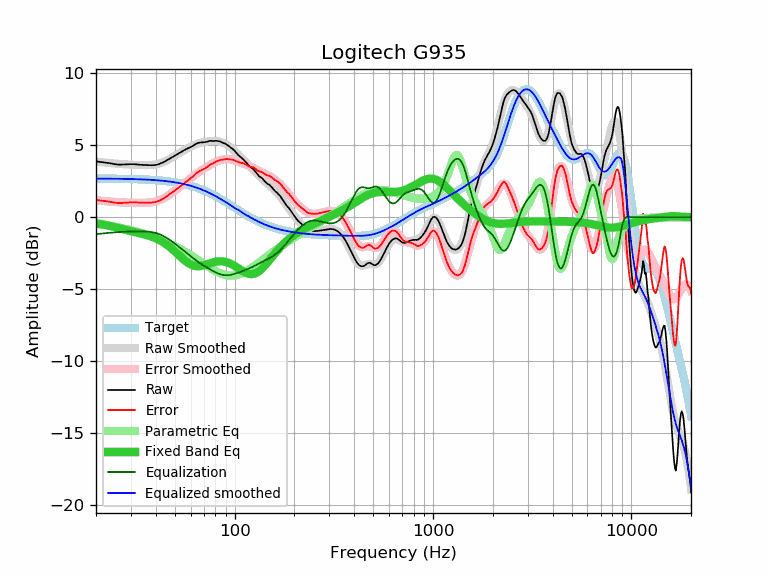 Logitech G935
10
5
0
−5
−10
−15
−20
Amplitude (dBr)
Target
Raw Smoothed
Error Smoothed
Raw
Error
Parametric Eq
Fixed Band Eq
Equalization
Equalized smoothed
100
1000
10000
Frequency (Hz)